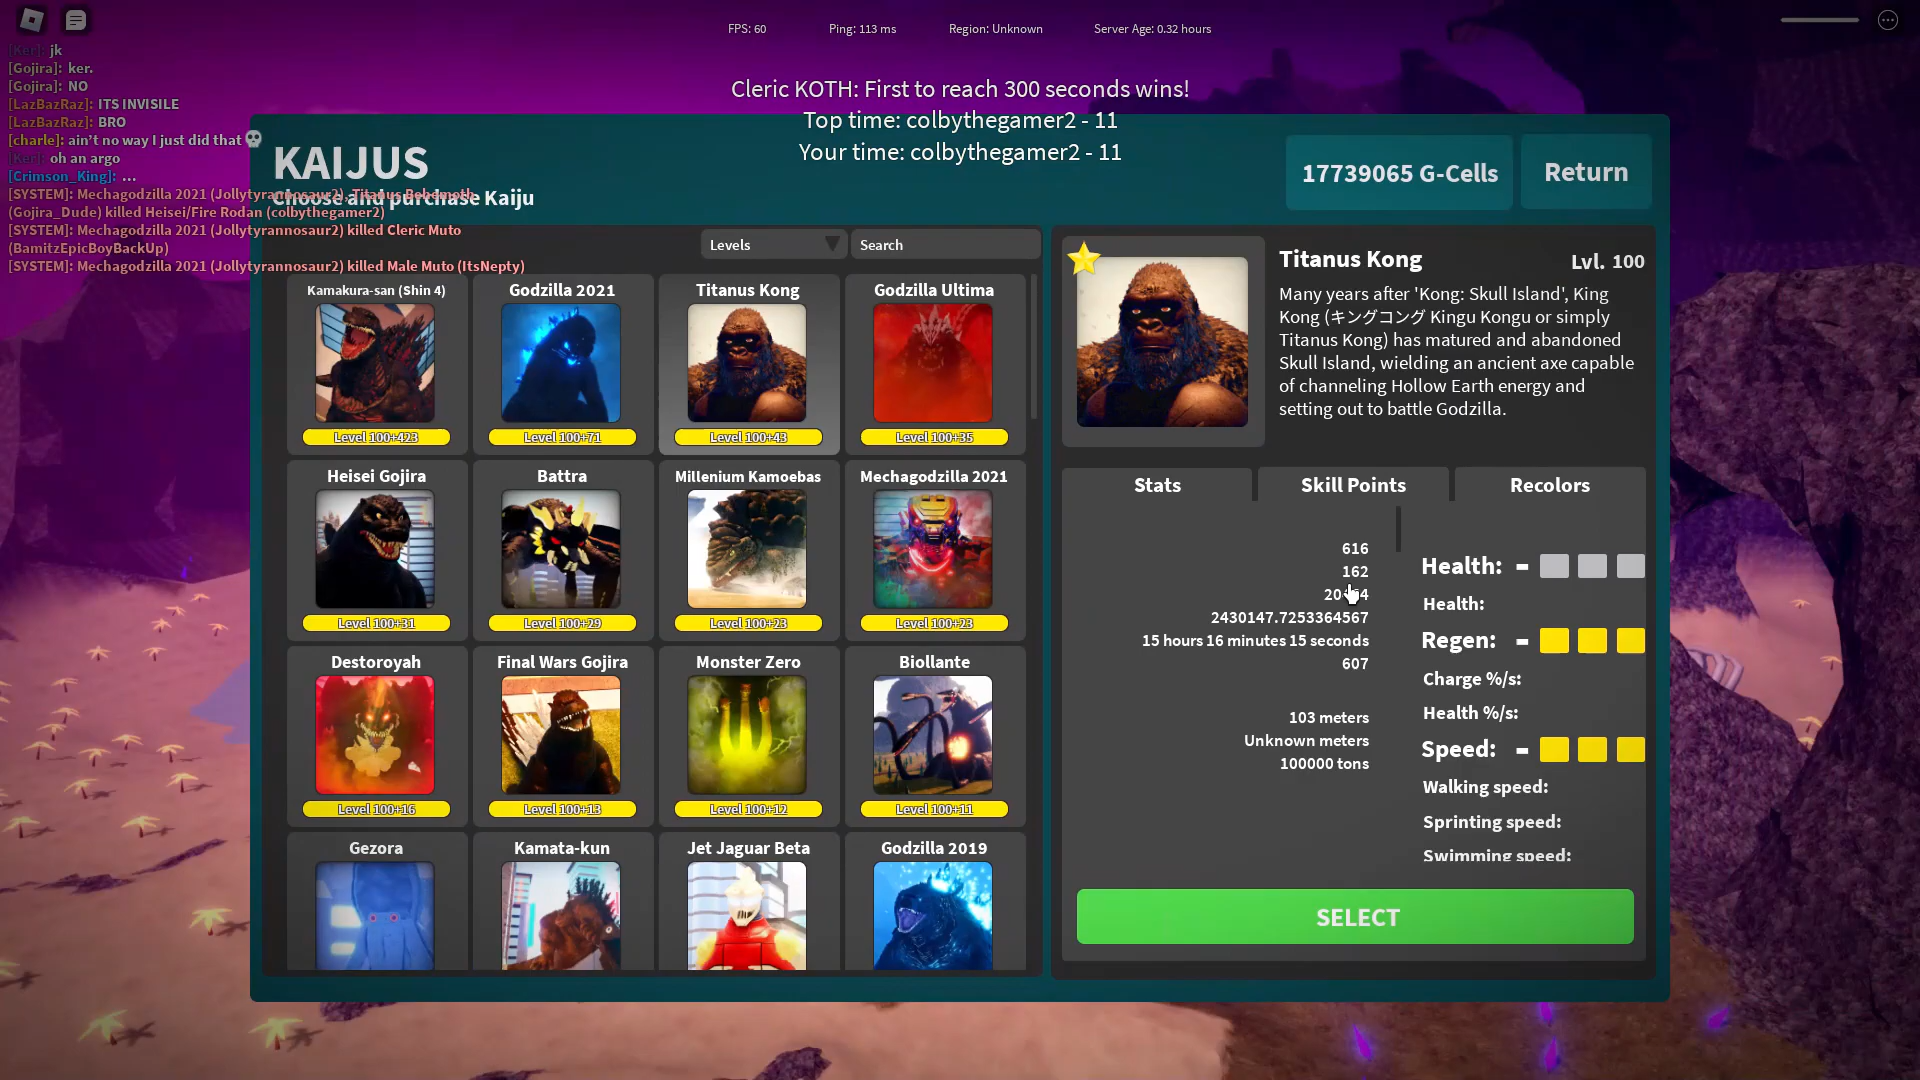 FPS: 60
Ping: 113 ms
Region: Unknown
Server Age: 0.32 hours
[Ker]: jk
[Gojira]: ker.
[Gojira]: NO
[LazBazRaz]: ITS INVISILE
[LazBazRaz]: BRO
[charle]: ain't no way I just did that
[Ker]: oh an argo
[Crimson_King]: ...
[SYSTEM]: Mechagodzilla 2021 (Jollytyrannosaur2), Titanus Behemoth
(Gojira_Dude) killed Heisei/Fire Rodan (colbythegamer2)
[SYSTEM]: Mechagodzilla 2021 (Jollytyrannosaur2) killed Cleric Muto
(BamitzEpicBoyBackUp)
[SYSTEM]: Mechagodzilla 2021 (Jollytyrannosaur2) killed Male Muto (ItsNepty)
Cleric KOTH: First to reach 300 seconds wins!
Top time: colbythegamer2 - 11
Your time: colbythegamer2 - 11
KAIJUS
Choose and purchase Kaiju
17739065 G-Cells
Return
Levels
Search
Kamakura-san (Shin 4)
Godzilla 2021
Titanus Kong
Godzilla Ultima
Level 100+423
Level 100+71
Level 100+43
Level 100+35
Heisei Gojira
Battra
Millenium Kamoebas
Mechagodzilla 2021
Level 100+31
Level 100+29
Level 100+23
Level 100+23
Destoroyah
Final Wars Gojira
Monster Zero
Biollante
Level 100+16
Level 100+13
Level 100+12
Level 100+11
Gezora
Kamata-kun
Jet Jaguar Beta
Godzilla 2019
Titanus Kong
Lvl. 100
Many years after 'Kong: Skull Island', King
Kong (キングコング Kingu Kongu or simply
Titanus Kong) has matured and abandoned
Skull Island, wielding an ancient axe capable
of channeling Hollow Earth energy and
setting out to battle Godzilla.
Stats
Skill Points
Recolors
616
162
2430147.7253364567
15 hours 16 minutes 15 seconds
607
103 meters
Unknown meters
100000 tons
Health: -
Health:
Regen: -
Charge %/s:
Health %/s:
Speed: -
Walking speed:
Sprinting speed:
Swimming speed:
SELECT